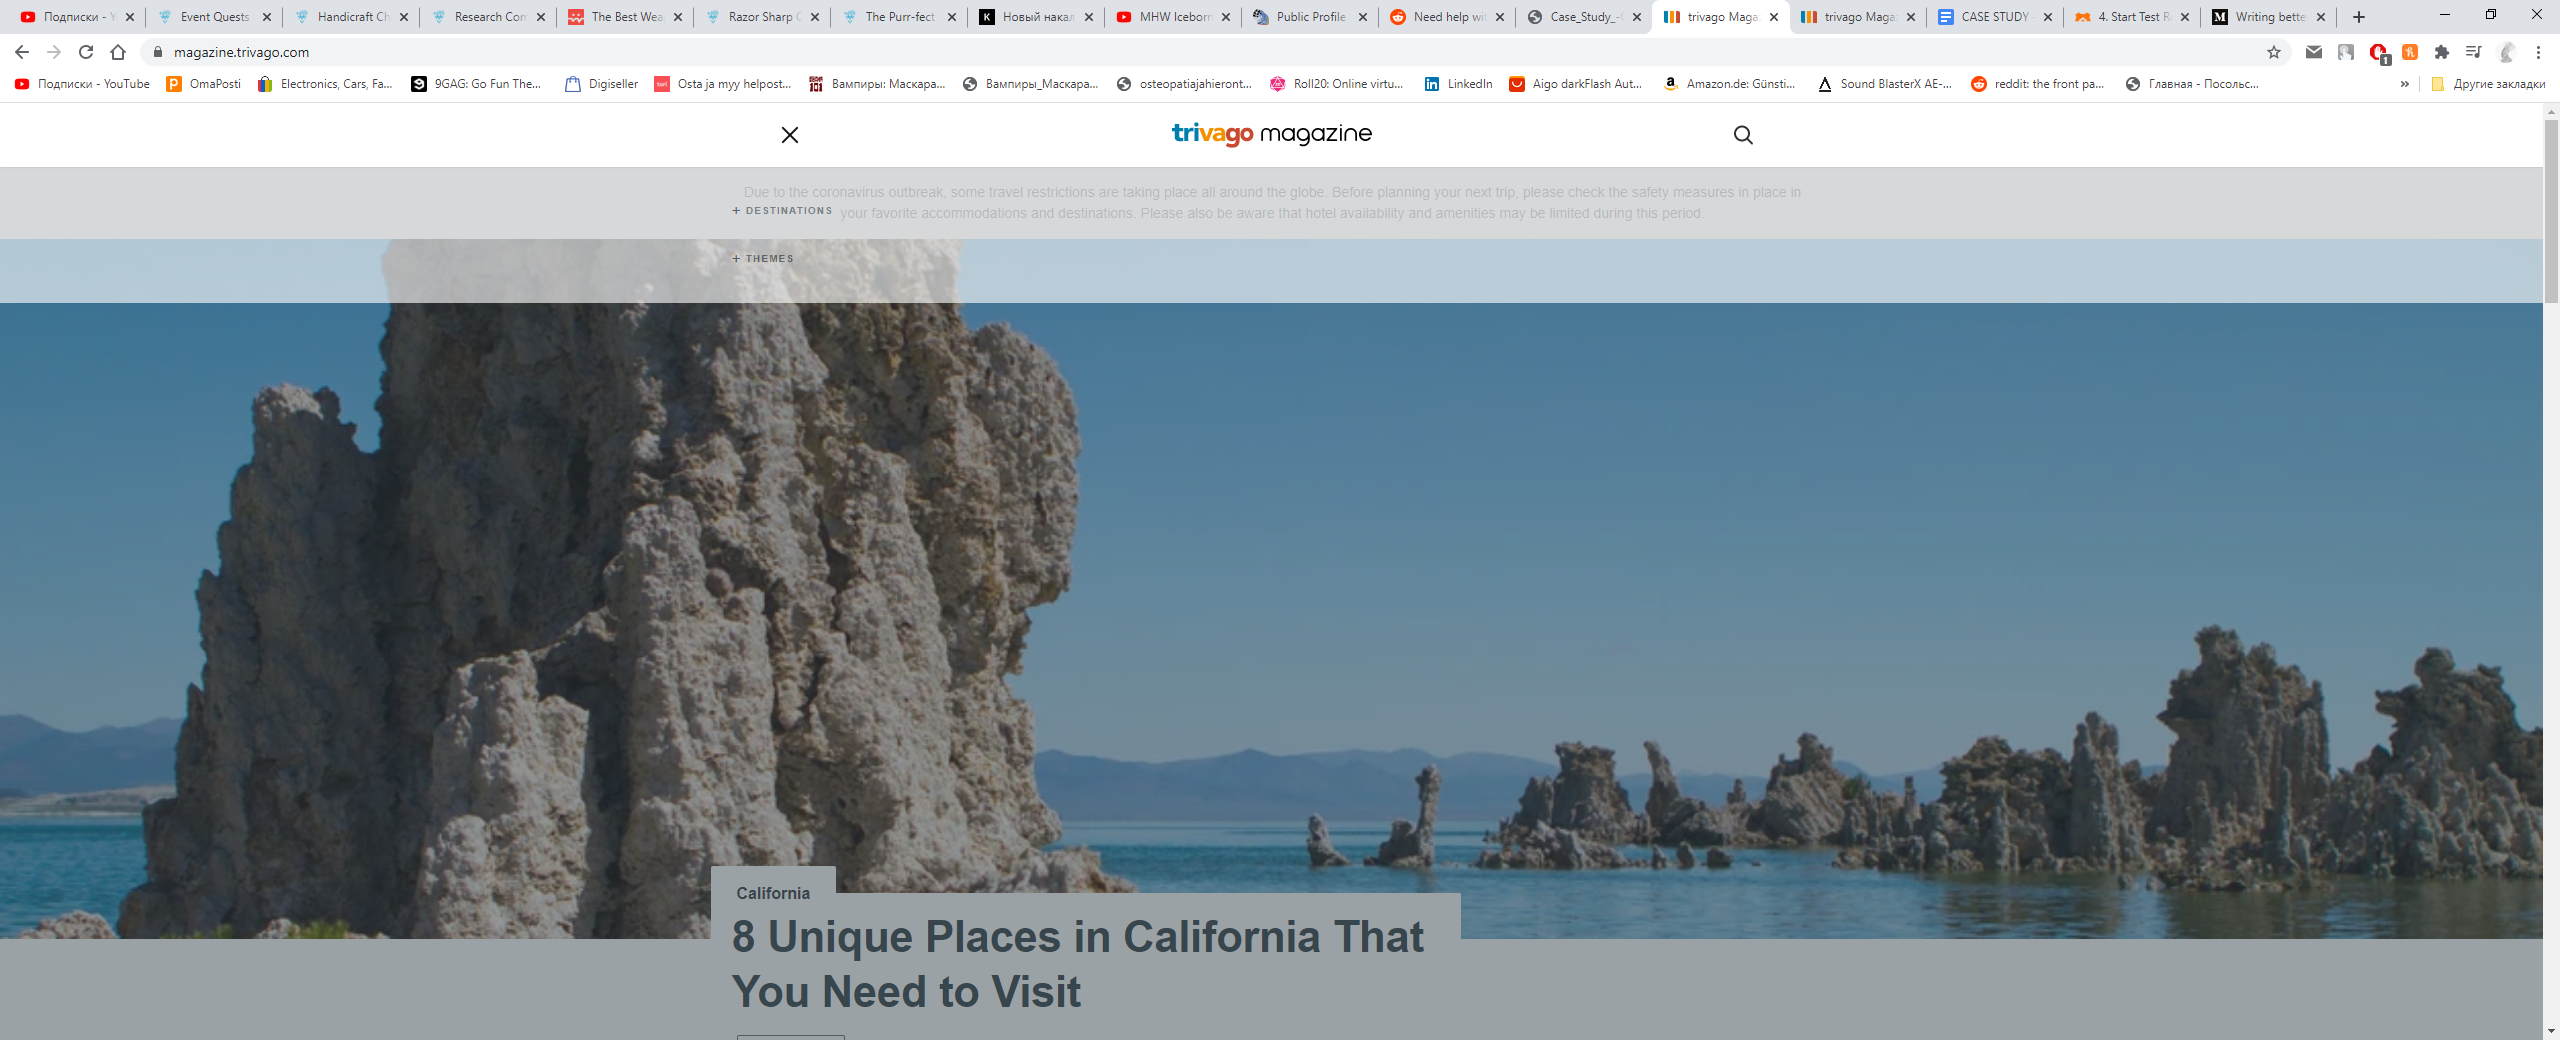 Подписки - Y
Event Quests
Handicraft Ch
Research Com
The Best Wea
Razor Sharp
The Purr-fect
Новый накал
MHW Iceborn
Public Profile
Need help wit
Case_Study_-
trivago Maga
trivago Maga
CASE STUDY -
4. Start Test R
Writing bette
magazine.trivago.com
1
Подписки - YouTube
OmaPosti
Electronics, Cars, Fa...
9GAG: Go Fun The...
Digiseller
tori
Osta ja myy helpost...
Вампиры: Маскара...
Вампиры_Маскара...
osteopatiajahieront...
Roll20: Online virtu...
LinkedIn
Aigo darkFlash Aut...
Amazon.de: Günsti...
Sound BlasterX AE-...
reddit: the front pa...
Главная - Посольс...
»
Другие закладки
trivago magazine
Due to the coronavirus outbreak, some travel restrictions are taking place all around the globe. Before planning your next trip, please check the safety measures in place in
your favorite accommodations and destinations. Please also be aware that hotel availability and amenities may be limited during this period.
+ DESTINATIONS
+ THEMES
California
8 Unique Places in California That
You Need to Visit